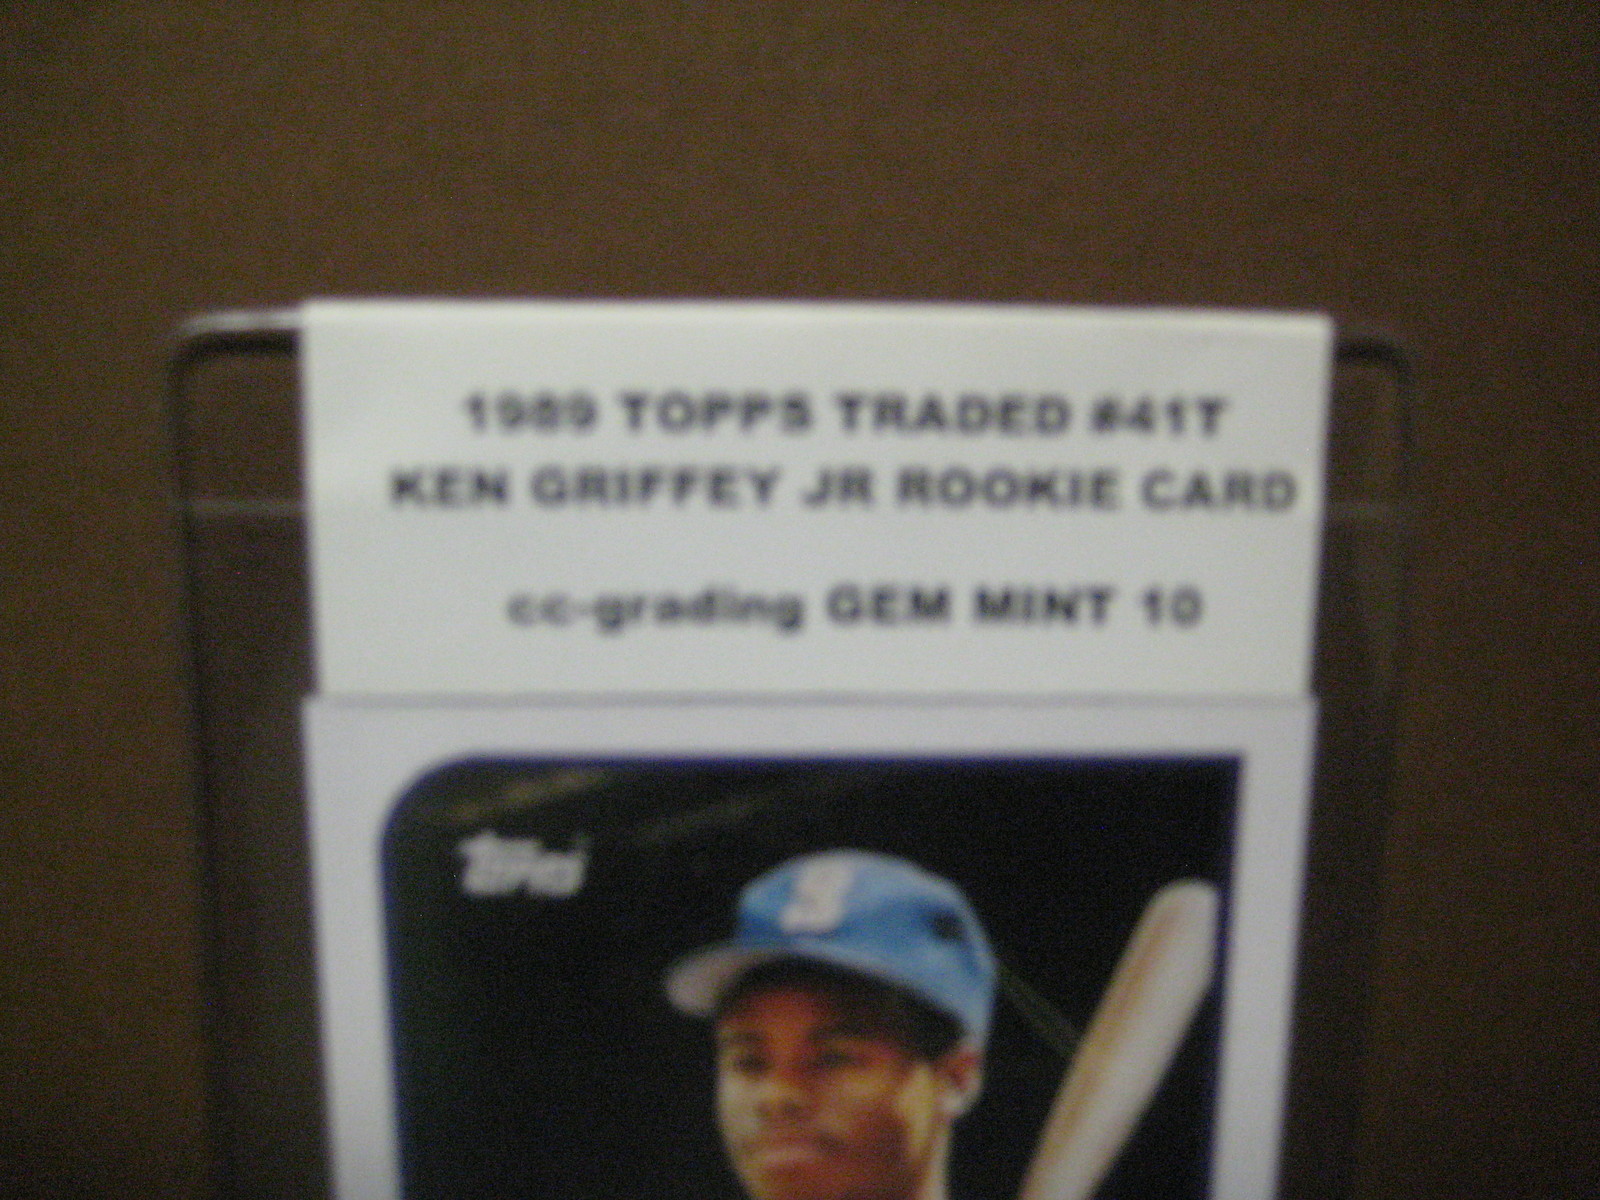 1989 TOPPS TRADED #41T
KEN GRIFFEY JR ROOKIE CARD
cc-grading GEM MINT 10
Topps